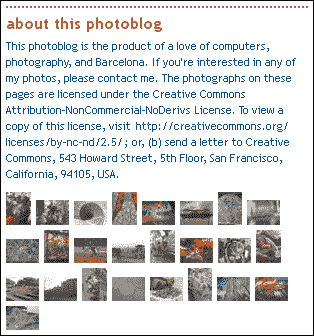 about this photoblog
This photoblog is the product of a love of computers,
photography, and Barcelona. If you're interested in any of
my photos, please contact me. The photographs on these
pages are licensed under the Creative Commons
Attribution-NonCommercial-NoDerivs License. To view a
copy of this license, visit http://creativecommons.org/
licenses/by-nc-nd/2.5/; or, (b) send a letter to Creative
Commons, 543 Howard Street, 5th Floor, San Francisco,
California, 94105, USA.